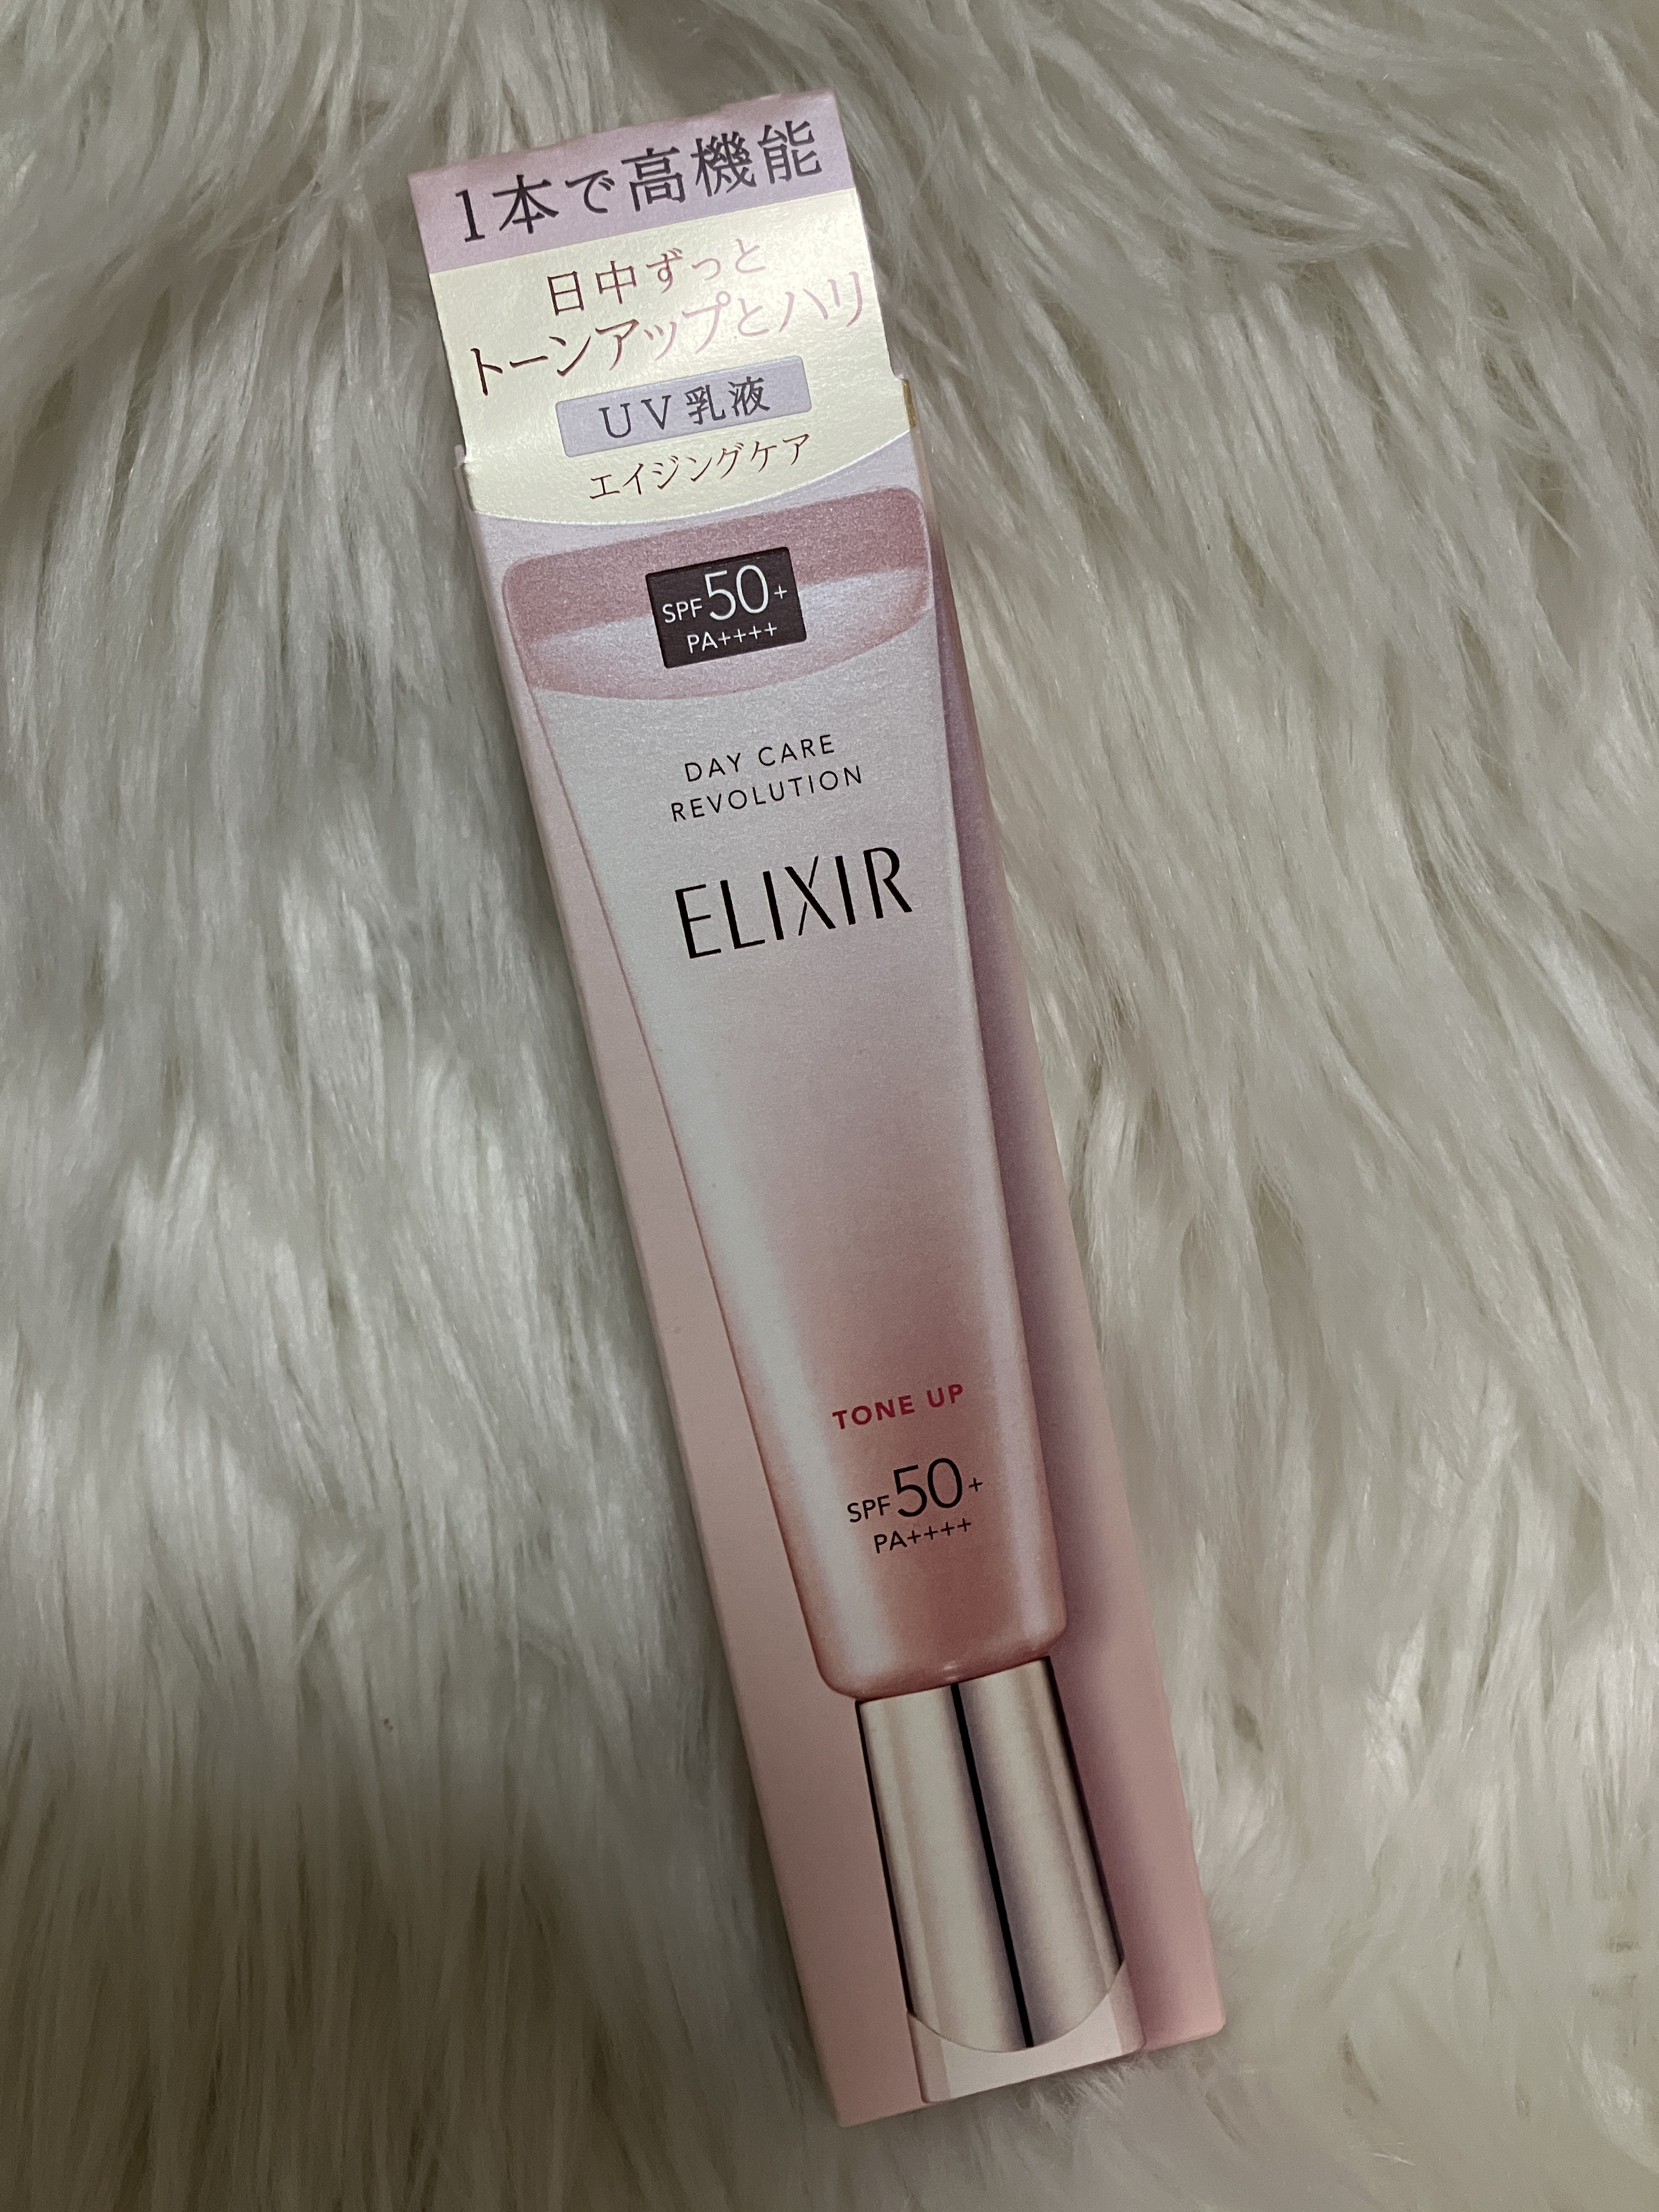 1本で高機能
日中ずっと
トーンアップとハリ
UV乳液
エイジングケア
SPF50+
PA++++
DAY CARE
REVOLUTION
ELIXIR
TONE UP
SPF50+
PA++++